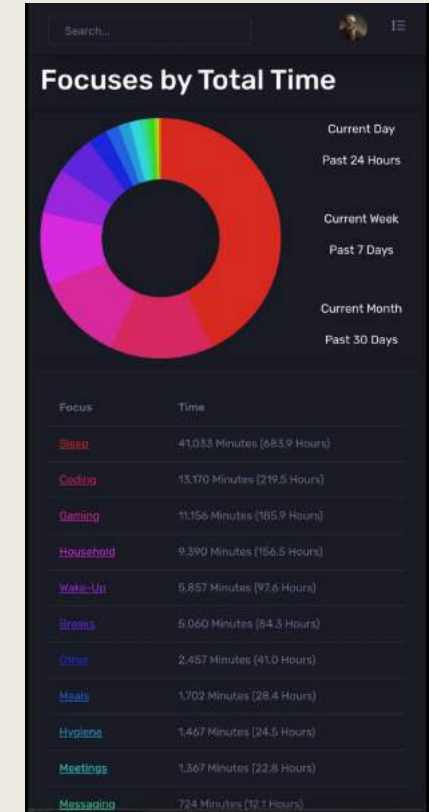 Search...
Focuses by Total Time
Current Day
Past 24 Hours
Current Week
Past 7 Days
Current Month
Past 30 Days
Focus Time
Sleep 41,033 Minutes (683.9 Hours)
Coding 13,170 Minutes (219.5 Hours)
Gaming 11,156 Minutes (185.9 Hours)
Household 9,390 Minutes (156.5 Hours)
Wake-Up 5,857 Minutes (97.6 Hours)
Breaks 5,060 Minutes (84.3 Hours)
Other 2,457 Minutes (41.0 Hours)
Meals 1,702 Minutes (28.4 Hours)
Hygiene 1,467 Minutes (24.5 Hours)
Meetings 1,367 Minutes (22.8 Hours)
Messaging 724 Minutes (12.1 Hours)